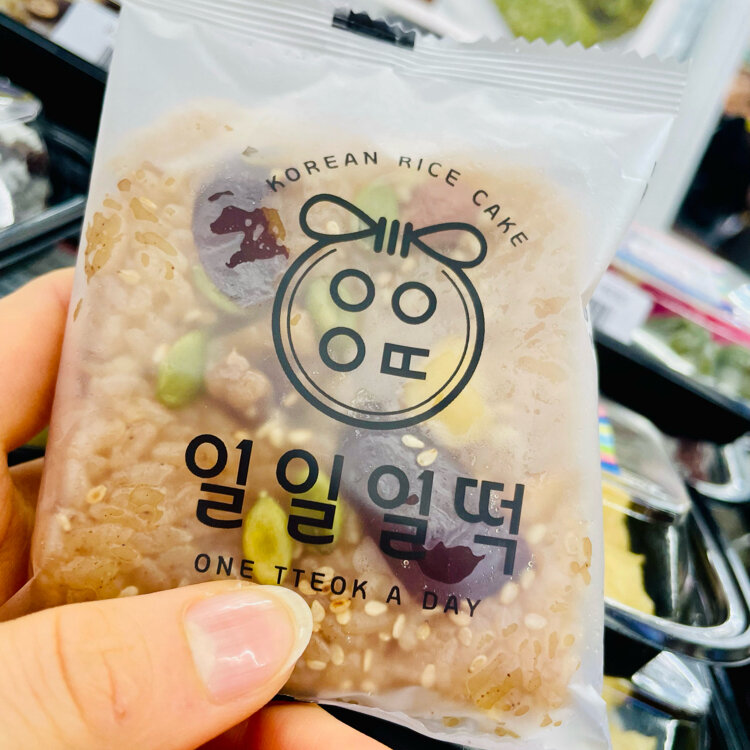 KOREAN RICE CAKE
일일일떡
ONE TTEOK A DAY